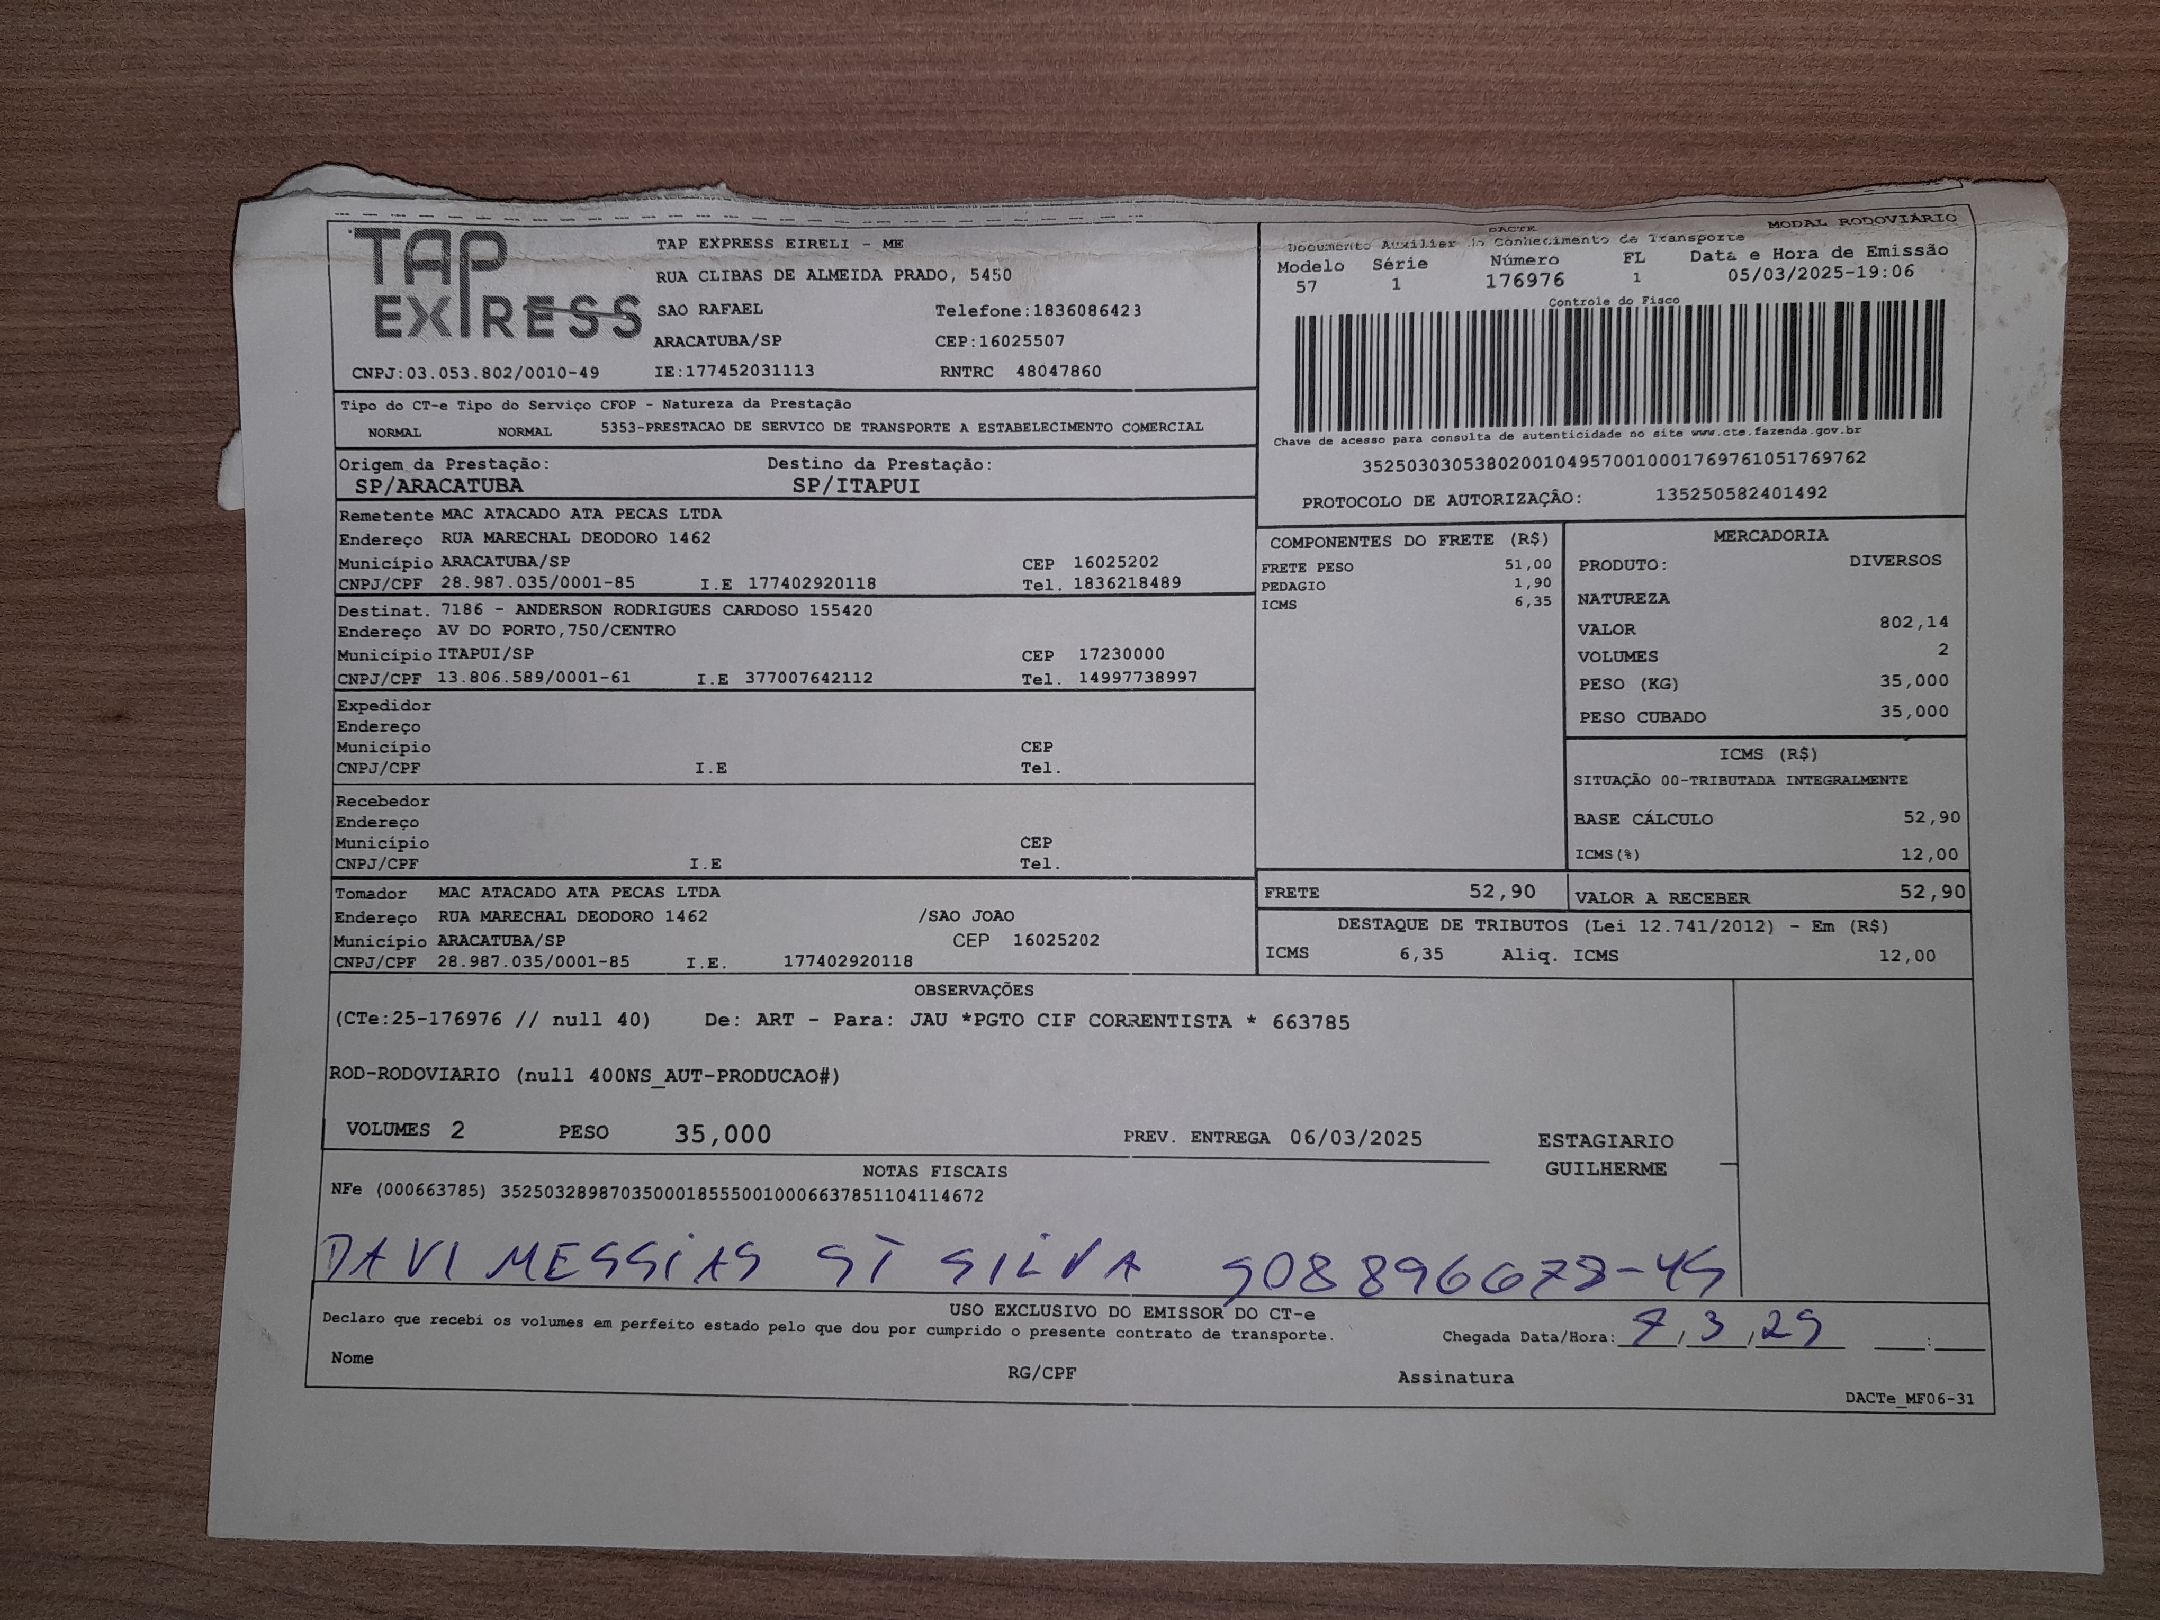 TAP EXPRESS
TAP EXPRESS EIRELI - ME
RUA CLIBAS DE ALMEIDA PRADO, 5450
SAO RAFAEL Telefone:1836086423
ARACATUBA/SP CEP:16025507
CNPJ:03.053.802/0010-49 IE:177452031113 RNTRC 48047860
DACTE MODAL RODOVIÁRIO
Documento Auxiliar do Conhecimento de Transporte
Modelo Série Número FL Data e Hora de Emissão
57 1 176976 1 05/03/2025-19:06
Controle do Fisco
Chave de acesso para consulta de autenticidade no site www.cte.fazenda.gov.br
35250303053802001049570010001769761051769762
PROTOCOLO DE AUTORIZAÇÃO: 135250582401492
Tipo do CT-e Tipo do Serviço CFOP - Natureza da Prestação
NORMAL NORMAL 5353-PRESTACAO DE SERVICO DE TRANSPORTE A ESTABELECIMENTO COMERCIAL
Origem da Prestação: Destino da Prestação:
SP/ARACATUBA SP/ITAPUI
Remetente MAC ATACADO ATA PECAS LTDA
Endereço RUA MARECHAL DEODORO 1462
Município ARACATUBA/SP CEP 16025202
CNPJ/CPF 28.987.035/0001-85 I.E 177402920118 Tel. 1836218489
Destinat. 7186 - ANDERSON RODRIGUES CARDOSO 155420
Endereço AV DO PORTO,750/CENTRO
Município ITAPUI/SP CEP 17230000
CNPJ/CPF 13.806.589/0001-61 I.E 377007642112 Tel. 14997738997
Expedidor
Endereço
Município CEP
CNPJ/CPF I.E Tel.
Recebedor
Endereço
Município CEP
CNPJ/CPF I.E Tel.
Tomador MAC ATACADO ATA PECAS LTDA
Endereço RUA MARECHAL DEODORO 1462 /SAO JOAO
Município ARACATUBA/SP CEP 16025202
CNPJ/CPF 28.987.035/0001-85 I.E. 177402920118
COMPONENTES DO FRETE (R$)
FRETE PESO 51,00
PEDAGIO 1,90
ICMS 6,35
MERCADORIA
PRODUTO: DIVERSOS
NATUREZA
VALOR 802,14
VOLUMES 2
PESO (KG) 35,000
PESO CUBADO 35,000
ICMS (R$)
SITUAÇÃO 00-TRIBUTADA INTEGRALMENTE
BASE CÁLCULO 52,90
ICMS(%) 12,00
FRETE 52,90 VALOR A RECEBER 52,90
DESTAQUE DE TRIBUTOS (Lei 12.741/2012) - Em (R$)
ICMS 6,35 Aliq. ICMS 12,00
OBSERVAÇÕES
(CTe:25-176976 // null 40) De: ART - Para: JAU *PGTO CIF CORRENTISTA * 663785
ROD-RODOVIARIO (null 400NS_AUT-PRODUCAO#)
VOLUMES 2 PESO 35,000 PREV. ENTREGA 06/03/2025 ESTAGIARIO
GUILHERME
NOTAS FISCAIS
NFe (000663785) 35250328987035000185550010006637851104114672
DAVI MESSIAS SILVA
USO EXCLUSIVO DO EMISSOR DO CT-e
Declaro que recebi os volumes em perfeito estado pelo que dou por cumprido o presente contrato de transporte.
Chegada Data/Hora: 7/3/25 :
Nome RG/CPF Assinatura
DACTe_MF06-31